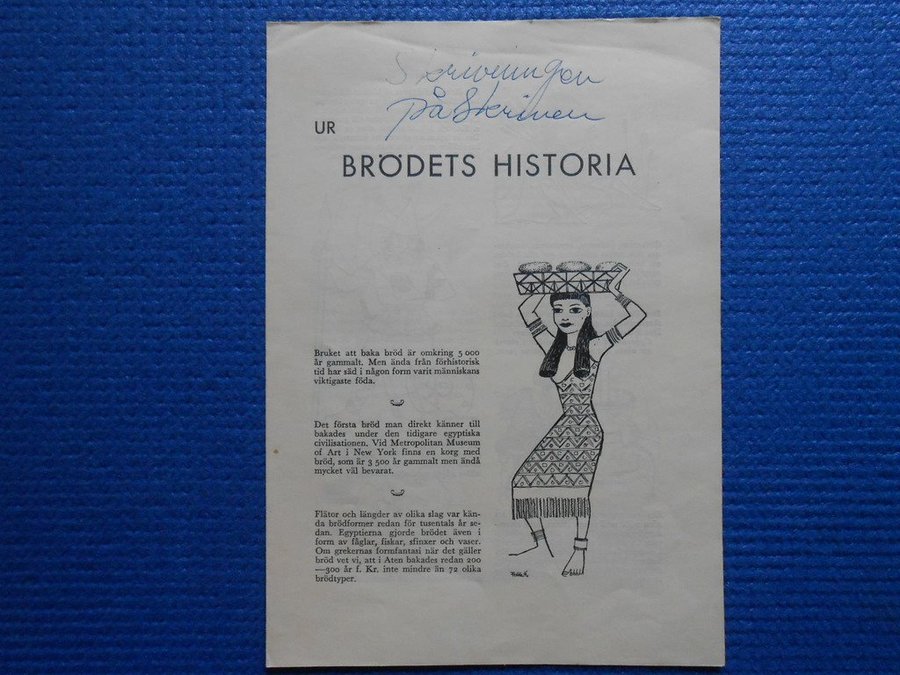 påskrinen
UR
BRÖDETS HISTORIA
Bruket att baka bröd är omkring 5 000
år gammalt. Men ända från förhistorisk
tid har säd i någon form varit människans
viktigaste föda.
Det första bröd man direkt känner till
bakades under den tidigare egyptiska
civilisationen. Vid Metropolitan Museum
of Art i New York finns en korg med
bröd, som är 3 500 år gammalt men ändå
mycket väl bevarat.
Flätor och längder av olika slag var kän-
da brödformer redan för tusentals år se-
dan. Egyptierna gjorde brödet även i
form av fåglar, fiskar, sfinxer och vaser.
Om grekernas formfantasi när det gäller
bröd vet vi, att i Aten bakades redan 200
—300 år f. Kr. inte mindre än 72 olika
brödtyper.